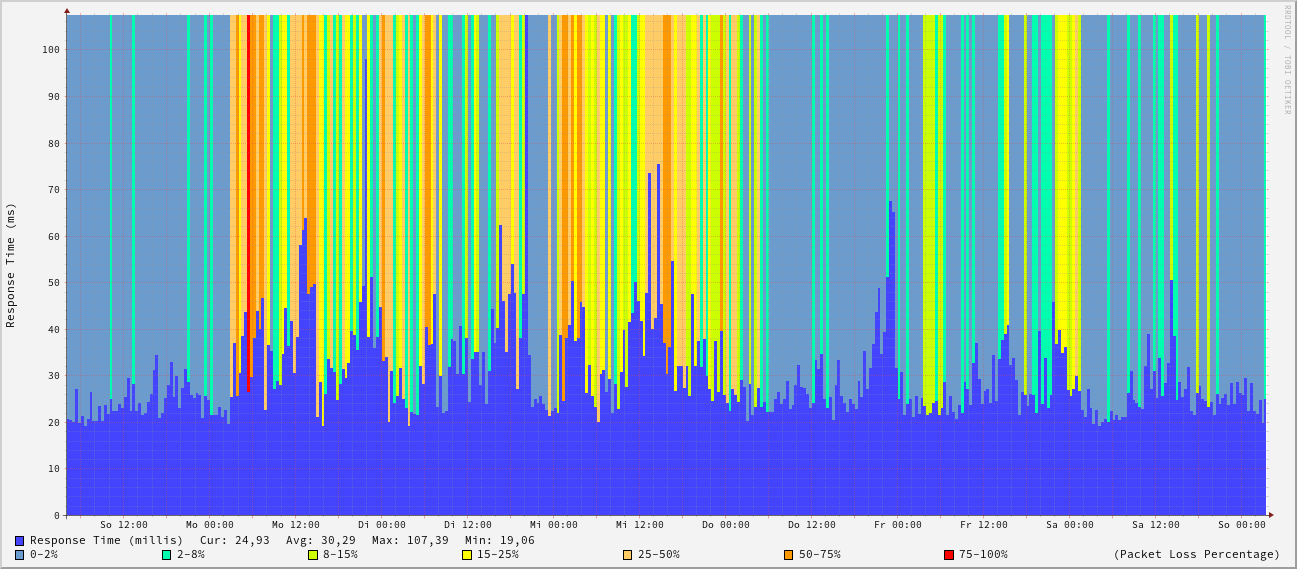 RRDTOOL / TOBI OETIKER
Response Time (ms)
100
90
80
70
60
50
40
30
20
10
0
So 12:00 Mo 00:00 Mo 12:00 Di 00:00 Di 12:00 Mi 00:00 Mi 12:00 Do 00:00 Do 12:00 Fr 00:00 Fr 12:00 Sa 00:00 Sa 12:00 So 00:00
Response Time (millis) Cur: 24,93 Avg: 30,29 Max: 107,39 Min: 19,06
0-2% 2-8% 8-15% 15-25% 25-50% 50-75% 75-100% (Packet Loss Percentage)